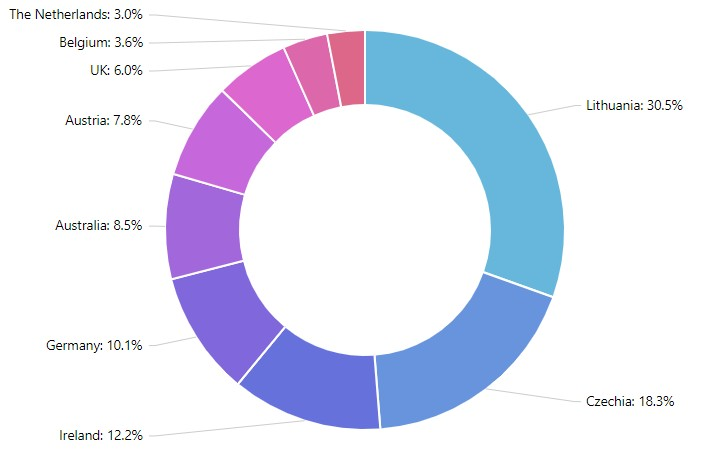 The Netherlands: 3.0%
Belgium: 3.6%
UK: 6.0%
Lithuania: 30.5%
Austria: 7.8%
Australia: 8.5%
Germany: 10.1%
Czechia: 18.3%
Ireland: 12.2%